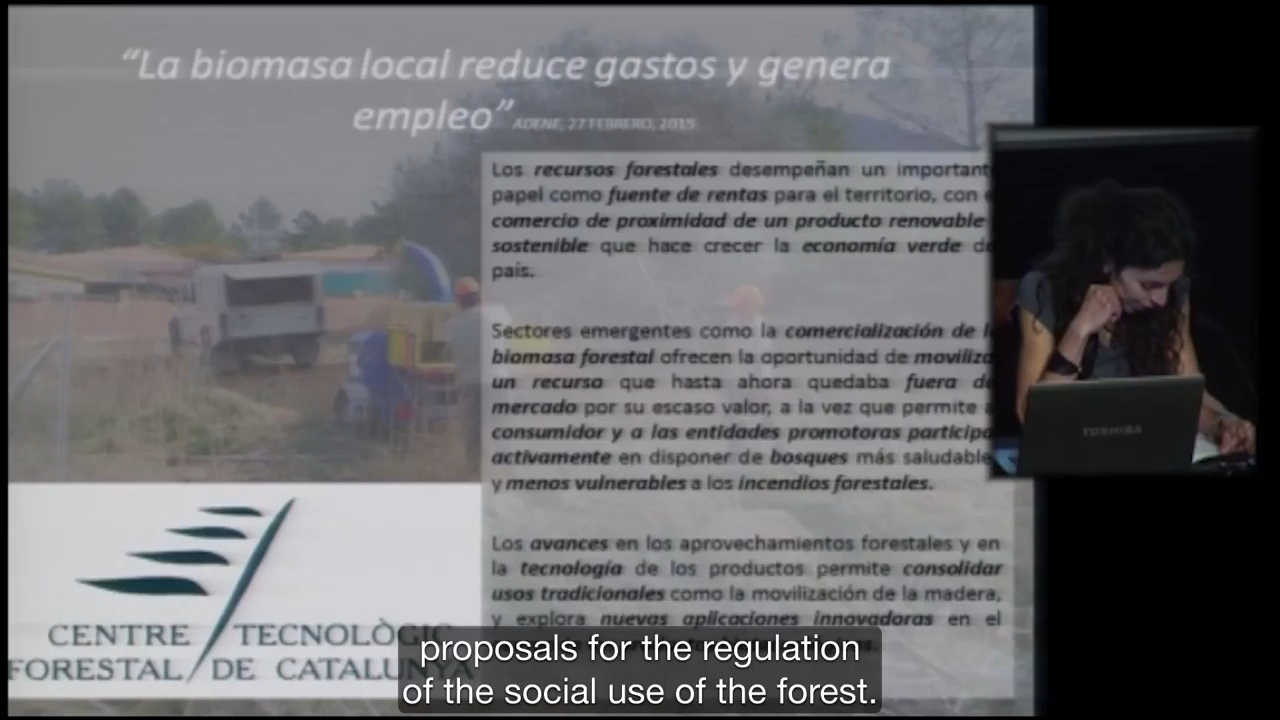 “La biomasa local reduce gastos y genera
empleo” ADENE, 27 FEBRERO, 2015
Los recursos forestales desempeñan un important
papel como fuente de rentas para el territorio, con
comercio de proximidad de un producto renovable
sostenible que hace crecer la economía verde de
país.
Sectores emergentes como la comercialización de l
biomasa forestal ofrecen la oportunidad de moviliza
un recurso que hasta ahora quedaba fuera de
mercado por su escaso valor, a la vez que permite a
consumidor y a las entidades promotoras participa
activamente en disponer de bosques más saludable
y menos vulnerables a los incendios forestales.
Los avances en los aprovechamientos forestales y en
la tecnología de los productos permite consolidar
usos tradicionales como la movilización de la madera,
y explora nuevas aplicaciones innovadoras en el
CENTRE TECNOLÒGIC
FORESTAL DE CATALUNYA
TOSHIBA
proposals for the regulation
of the social use of the forest.